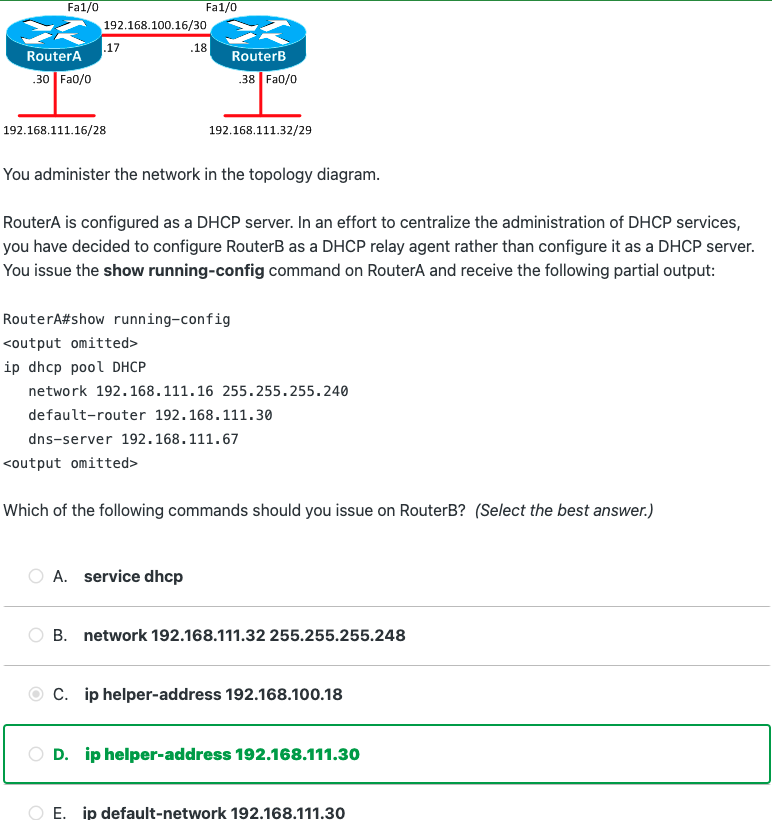 Fa1/0 Fa1/0
192.168.100.16/30
.17 .18
RouterA RouterB
.30 Fa0/0 .38 Fa0/0
192.168.111.16/28 192.168.111.32/29
You administer the network in the topology diagram.
RouterA is configured as a DHCP server. In an effort to centralize the administration of DHCP services,
you have decided to configure RouterB as a DHCP relay agent rather than configure it as a DHCP server.
You issue the show running-config command on RouterA and receive the following partial output:
RouterA#show running-config
<output omitted>
ip dhcp pool DHCP
network 192.168.111.16 255.255.255.240
default-router 192.168.111.30
dns-server 192.168.111.67
<output omitted>
Which of the following commands should you issue on RouterB? (Select the best answer.)
A. service dhcp
B. network 192.168.111.32 255.255.255.248
C. ip helper-address 192.168.100.18
D. ip helper-address 192.168.111.30
E. ip default-network 192.168.111.30